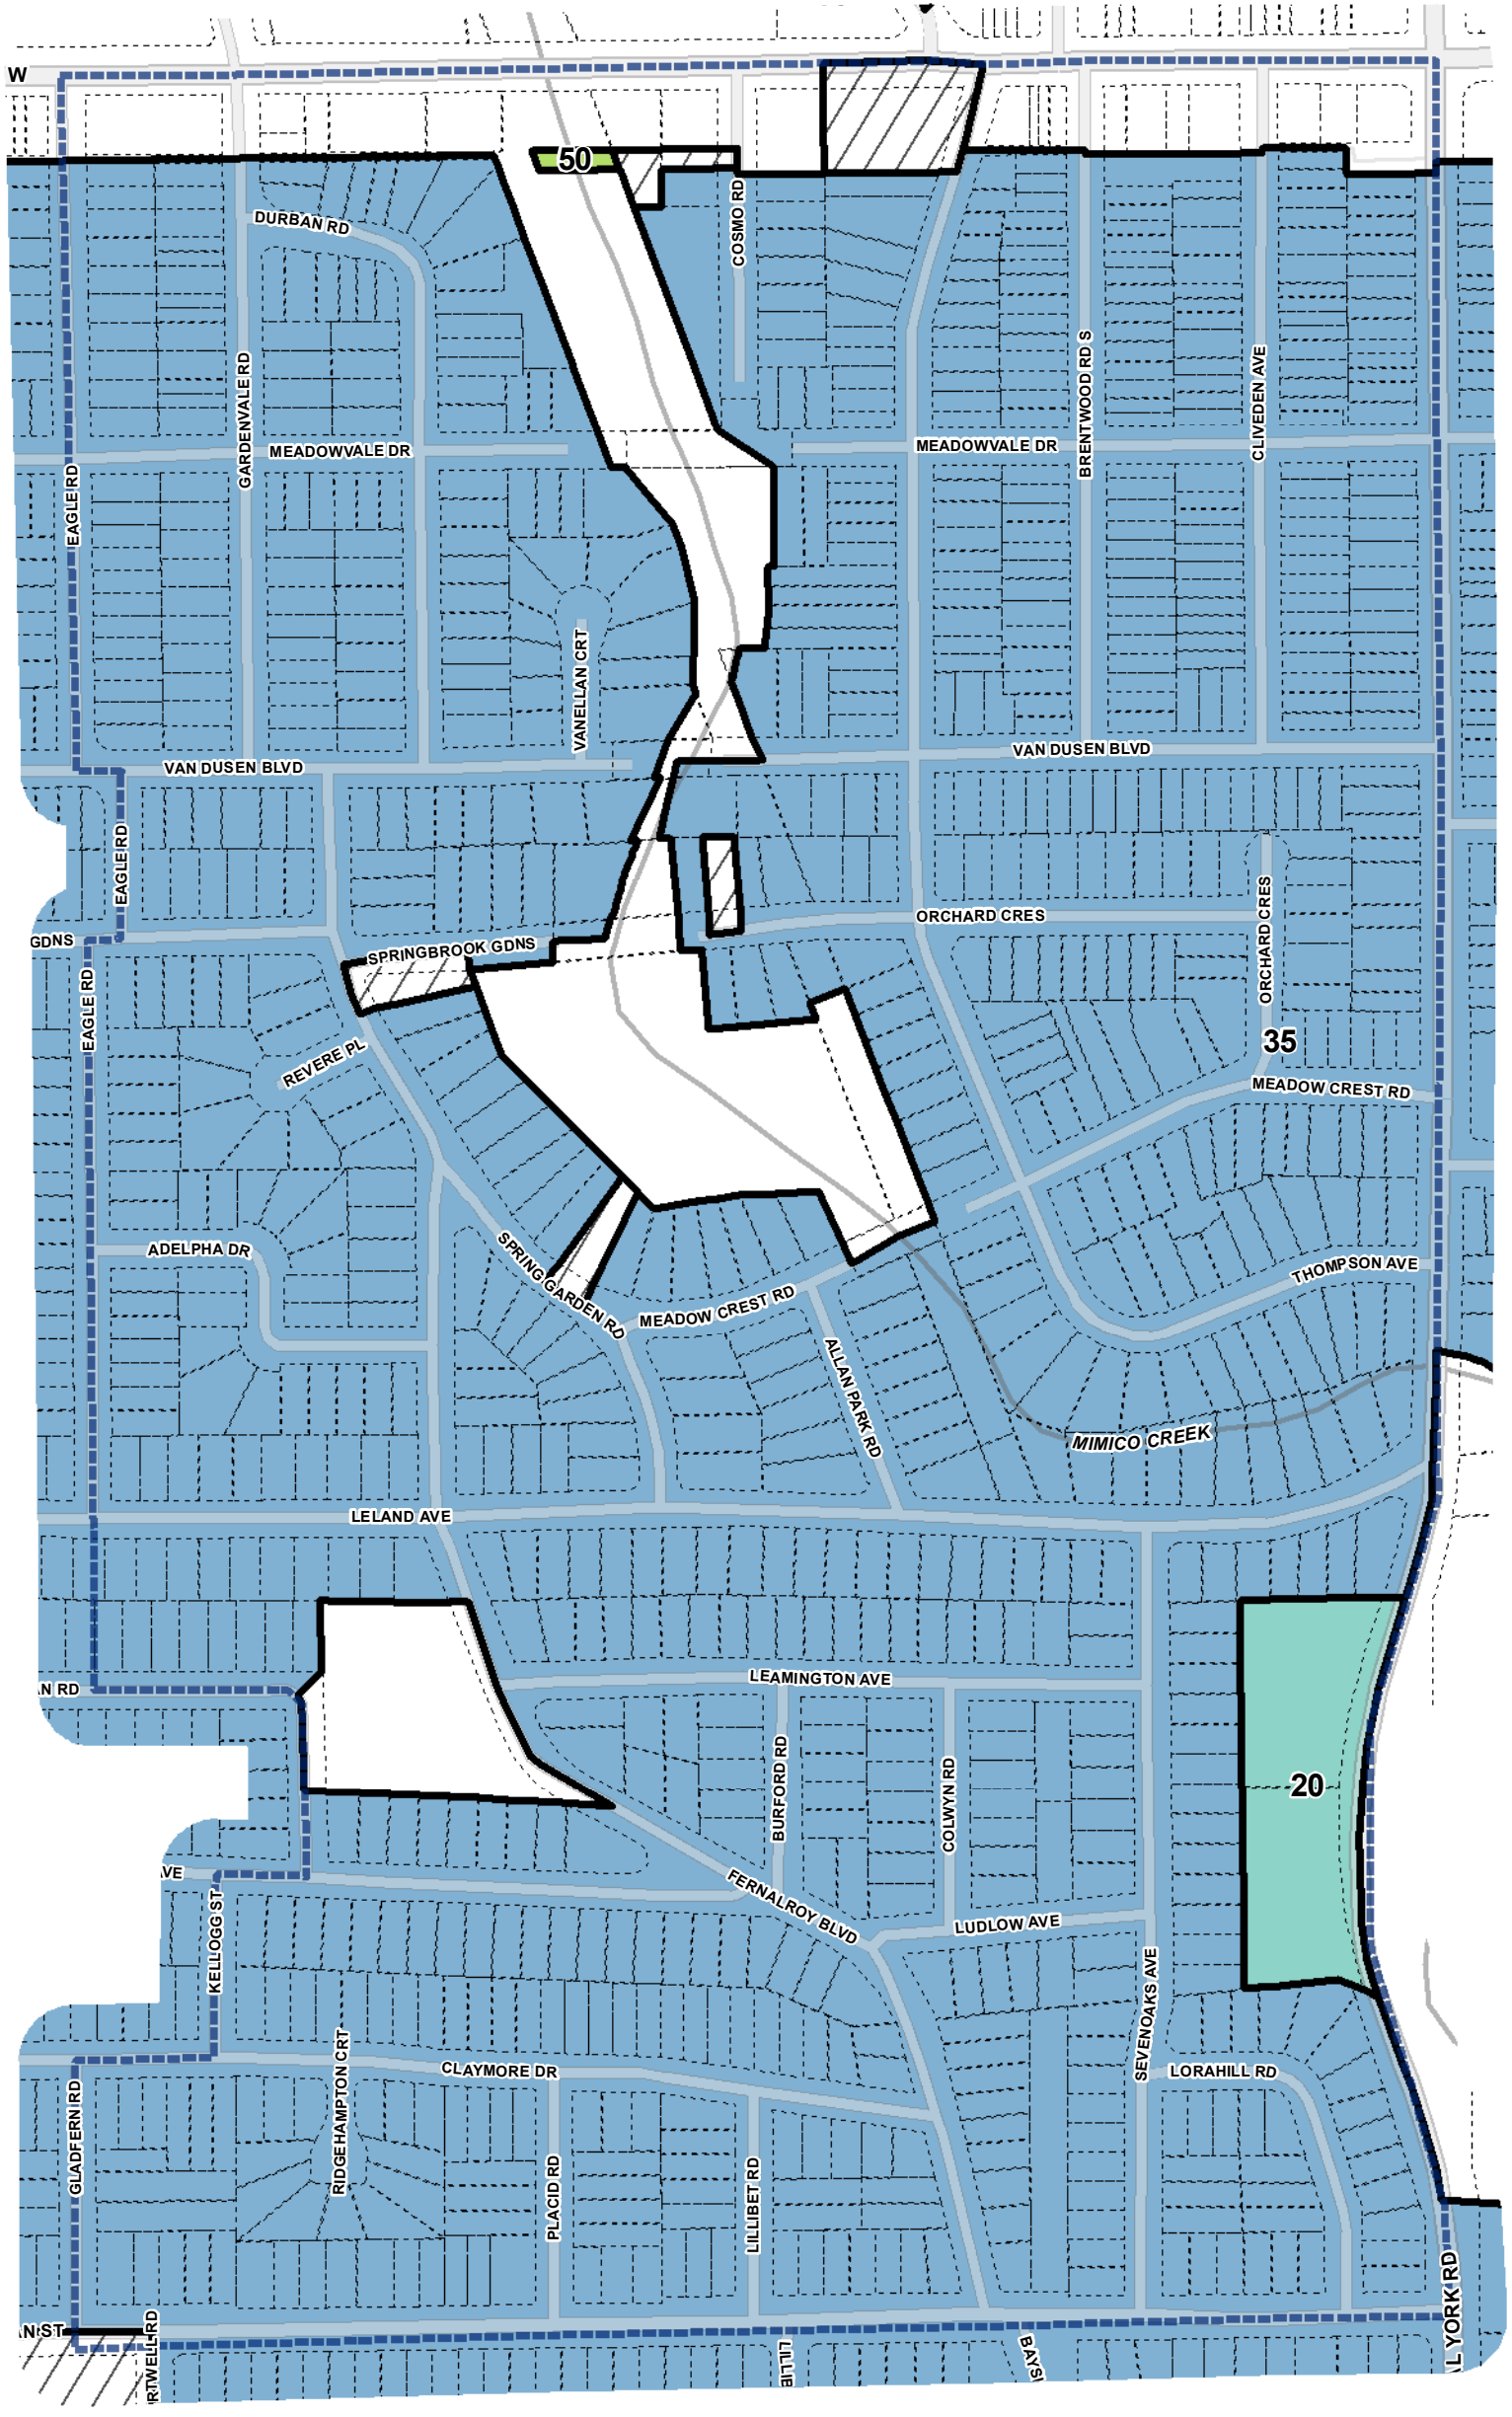 W
50
DURBAN RD
COSMO RD
GARDENVALE RD
MEADOWVALE DR
MEADOWVALE DR
BRENTWOOD RD S
CLIVEDEN AVE
EAGLE RD
VANELLAN CRT
VAN DUSEN BLVD
VAN DUSEN BLVD
EAGLE RD
ORCHARD CRES
ORCHARD CRES
GDNS
SPRINGBROOK GDNS
EAGLE RD
REVERE PL
35
MEADOW CREST RD
ADELPHA DR
SPRING GARDEN RD
MEADOW CREST RD
THOMPSON AVE
ALLAN PARK RD
MIMICO CREEK
LELAND AVE
N RD
LEAMINGTON AVE
BURFORD RD
COLWYN RD
20
VE
KELLOGG ST
FERNALROY BLVD
LUDLOW AVE
SEVENOAKS AVE
RIDGEHAMPTON CRT
CLAYMORE DR
LORAHILL RD
GLADFERN RD
PLACID RD
LILLIBET RD
L YORK RD
N ST
RTWELL RD
LILLIB
BAYSI